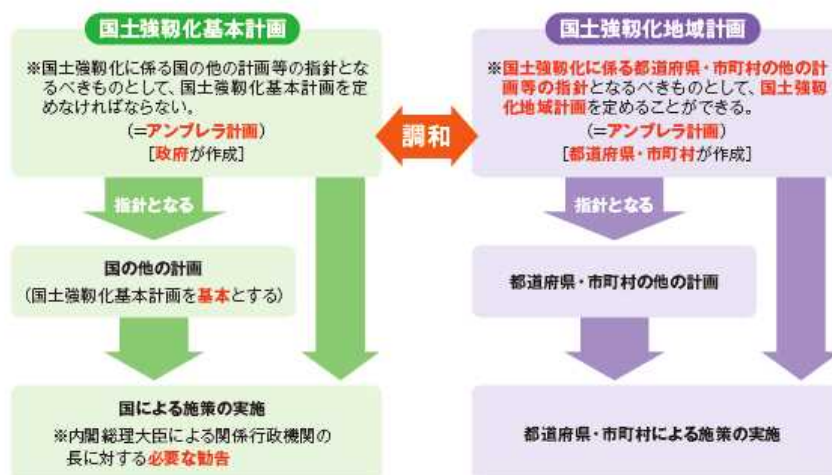 国土強靱化基本計画
※国土強靱化に係る国の他の計画等の指針とな
るべきものとして、国土強靱化基本計画を定
めなければならない。
(=アンブレラ計画)
[政府が作成]
指針となる
国の他の計画
(国土強靱化基本計画を基本とする)
国による施策の実施
※内閣総理大臣による関係行政機関の
長に対する必要な勧告
調和
国土強靱化地域計画
※国土強靱化に係る都道府県・市町村の他の計
画等の指針となるべきものとして、国土強靱
化地域計画を定めることができる。
(=アンブレラ計画)
[都道府県・市町村が作成]
指針となる
都道府県・市町村の他の計画
都道府県・市町村による施策の実施